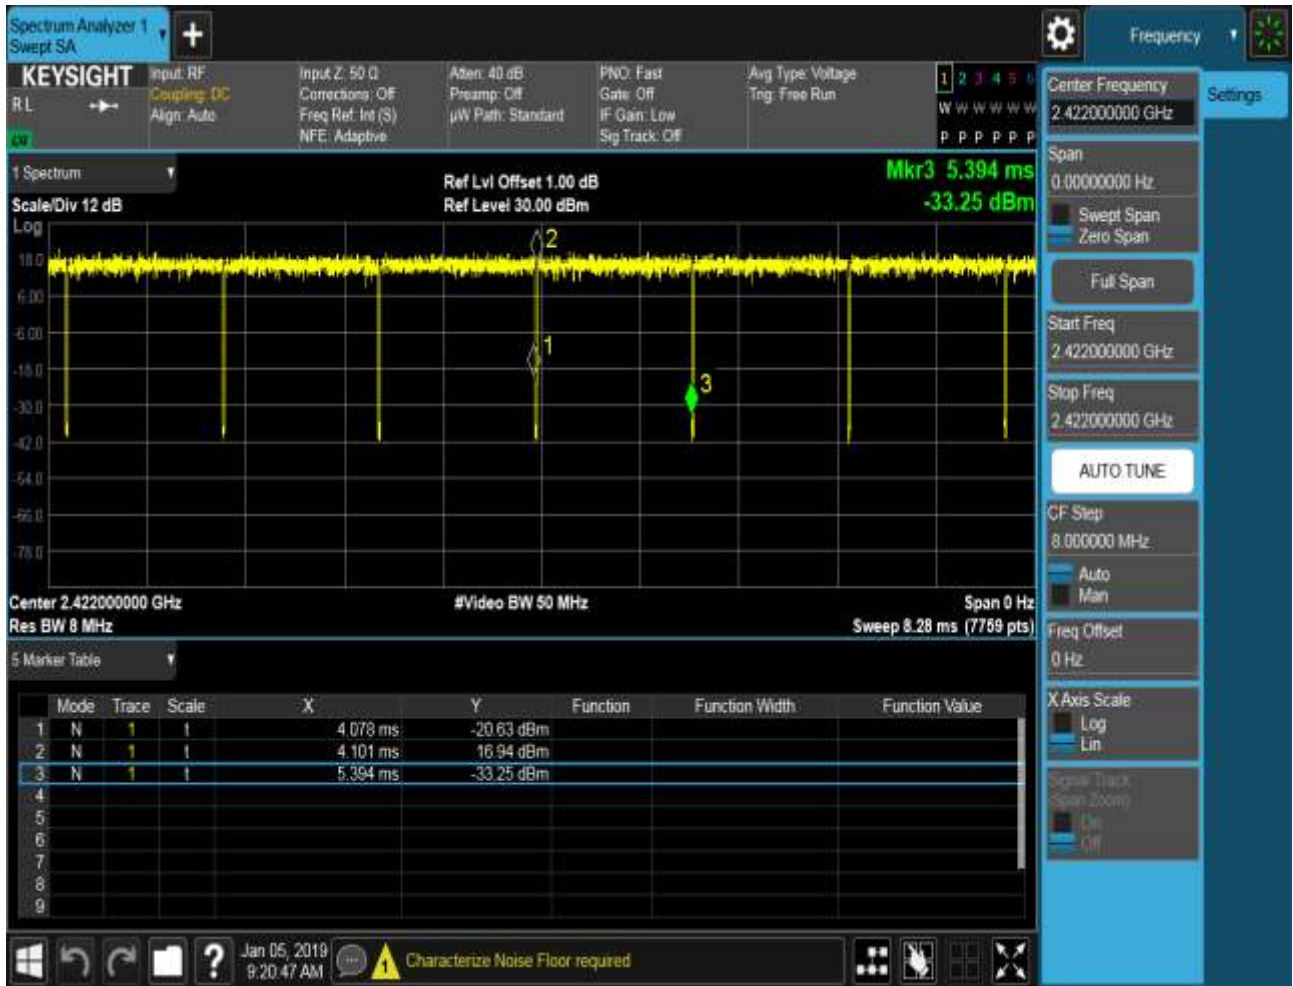 Spectrum Analyzer 1
Swept SA
Frequency
KEYSIGHT
R L
Input: RF
Coupling: DC
Align: Auto
Input Z: 50 Ω
Corrections: Off
Freq Ref: Int (S)
NFE: Adaptive
Atten: 40 dB
Preamp: Off
µW Path: Standard
PNO: Fast
Gate: Off
IF Gain: Low
Sig Track: Off
Avg Type: Voltage
Trig: Free Run
1 2 3 4 5 6
W W W W W W
P P P P P P
1 Spectrum
Scale/Div 12 dB
Ref Lvl Offset 1.00 dB
Ref Level 30.00 dBm
Mkr3 5.394 ms
-33.25 dBm
Log
18.0
6.00
-6.00
-18.0
-30.0
-42.0
-54.0
-66.0
-78.0
2
1
3
Center 2.422000000 GHz
#Video BW 50 MHz
Span 0 Hz
Res BW 8 MHz
Sweep 8.28 ms (7759 pts)
5 Marker Table
Mode Trace Scale X Y Function Function Width Function Value
1 N 1 t 4.078 ms -20.63 dBm
2 N 1 t 4.101 ms 16.94 dBm
3 N 1 t 5.394 ms -33.25 dBm
4
5
6
7
8
9
Center Frequency
2.422000000 GHz
Settings
Span
0.00000000 Hz
Swept Span
Zero Span
Full Span
Start Freq
2.422000000 GHz
Stop Freq
2.422000000 GHz
AUTO TUNE
CF Step
8.000000 MHz
Auto
Man
Freq Offset
0 Hz
X Axis Scale
Log
Lin
Signal Track
(Span Zoom)
On
Off
?
Jan 05, 2019
9:20:47 AM
1
Characterize Noise Floor required